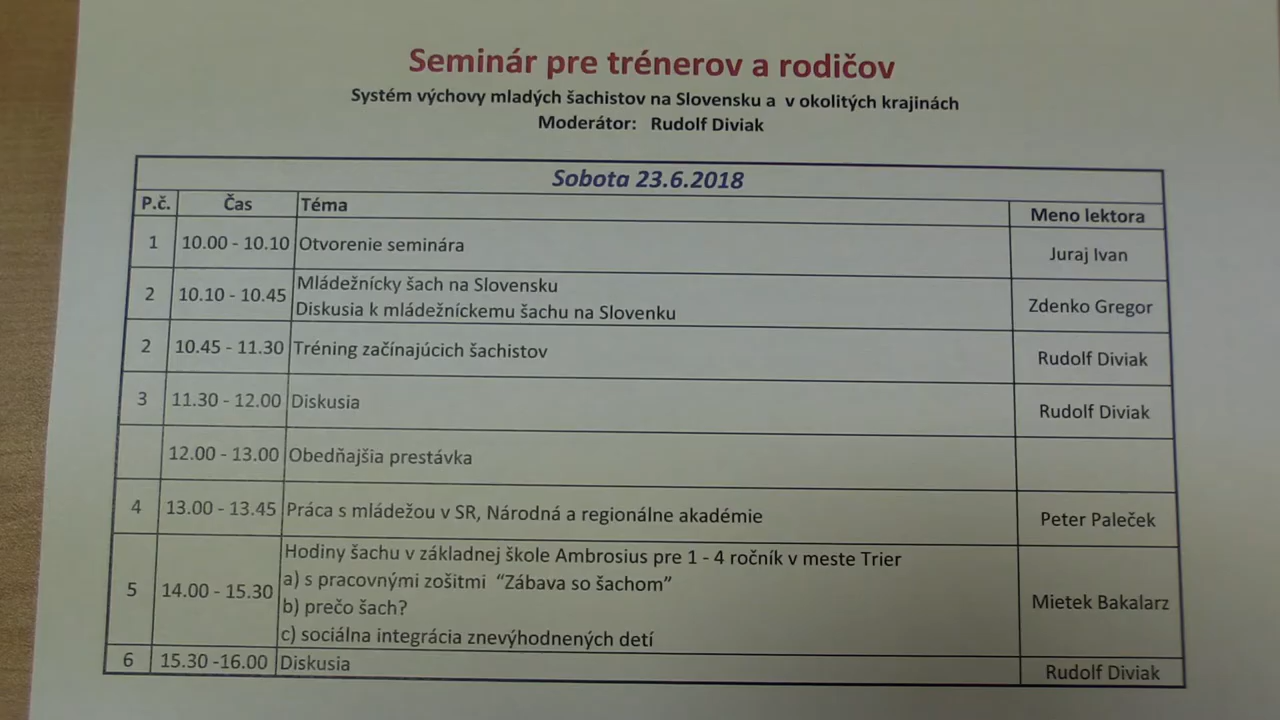 Seminár pre trénerov a rodičov
Systém výchovy mladých šachistov na Slovensku a v okolitých krajinách
Moderátor: Rudolf Diviak
Sobota 23.6.2018
P.č. Čas Téma Meno lektora
1 10.00 - 10.10 Otvorenie seminára Juraj Ivan
2 10.10 - 10.45 Mládežnícky šach na Slovensku
Diskusia k mládežníckemu šachu na Slovenku Zdenko Gregor
2 10.45 - 11.30 Tréning začínajúcich šachistov Rudolf Diviak
3 11.30 - 12.00 Diskusia Rudolf Diviak
12.00 - 13.00 Obedňajšia prestávka
4 13.00 - 13.45 Práca s mládežou v SR, Národná a regionálne akadémie Peter Paleček
5 14.00 - 15.30 Hodiny šachu v základnej škole Ambrosius pre 1 - 4 ročník v meste Trier
a) s pracovnými zošitmi “Zábava so šachom”
b) prečo šach?
c) sociálna integrácia znevýhodnených detí Mietek Bakalarz
6 15.30 -16.00 Diskusia Rudolf Diviak